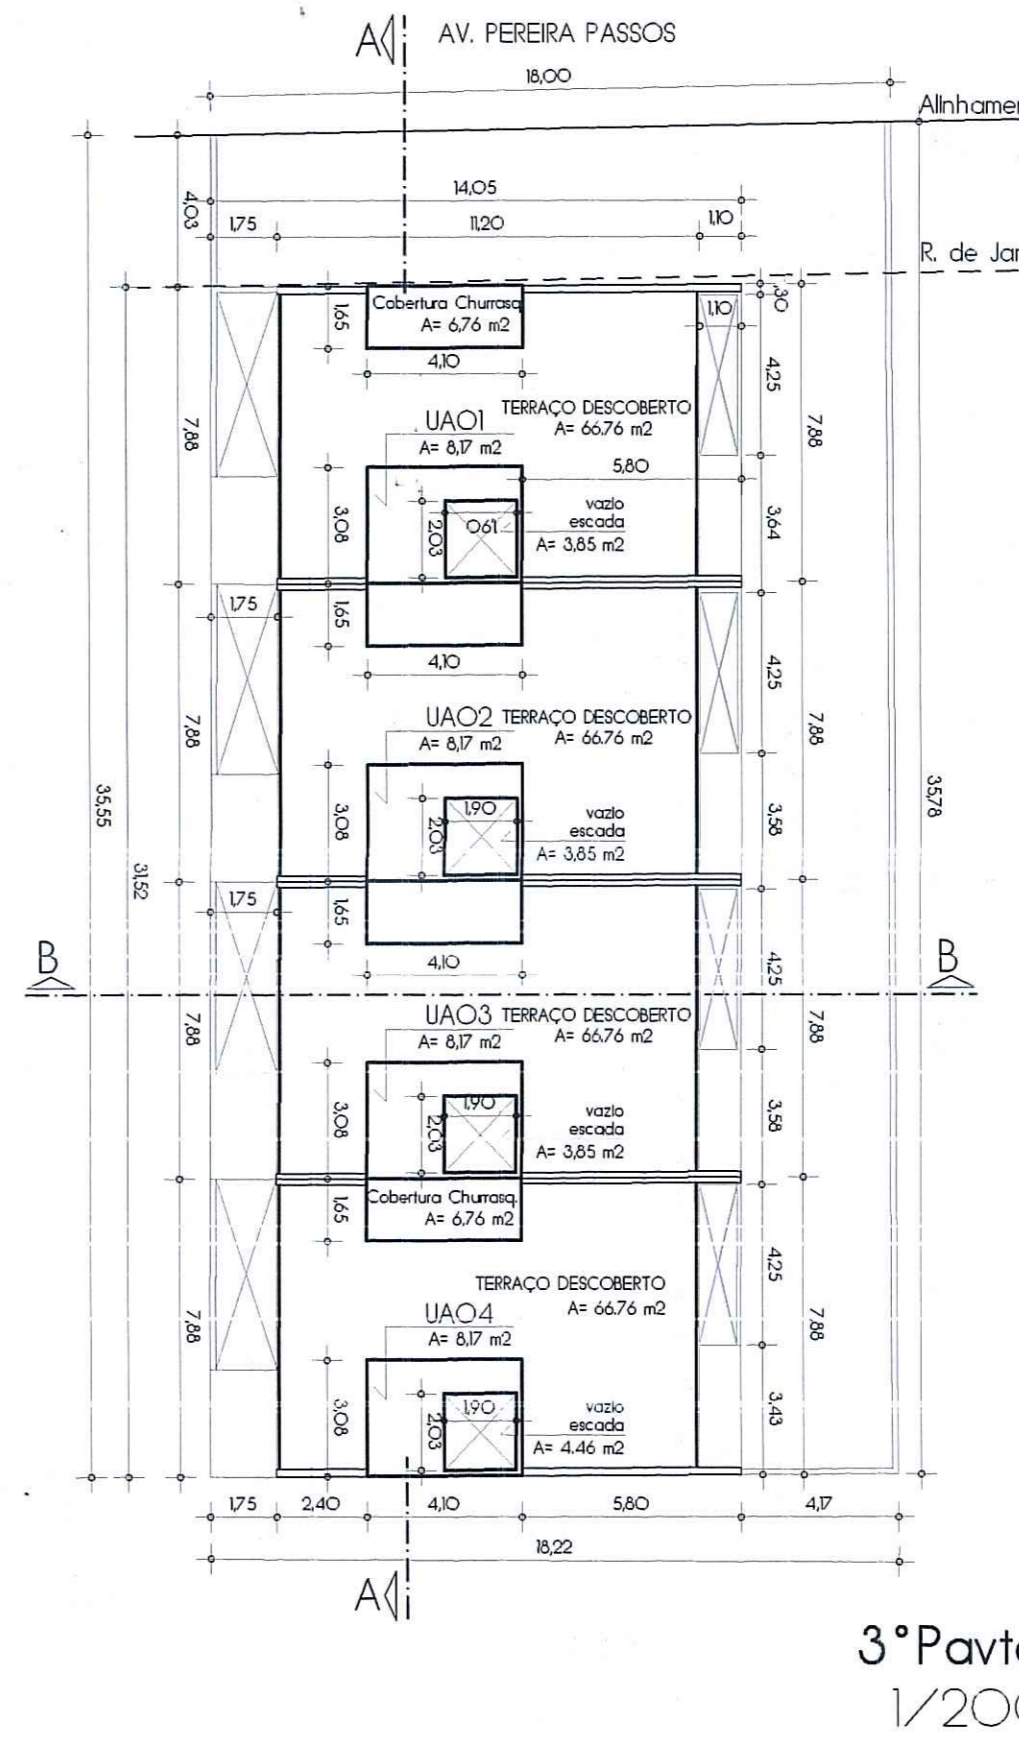 A AV. PEREIRA PASSOS
18,00
14,05
4,03
1,75
11,20
1,10
,30
1,65
Cobertura Churrasq
A= 6,76 m2
1,10
4,10
4,25
7,88
7,88
TERRAÇO DESCOBERTO
A= 66.76 m2
UA01
A= 8,17 m2
5,80
3,08
2,03
1,90
vazio
escada
A= 3,85 m2
3,64
1,75
1,65
4,10
4,25
UA02 TERRAÇO DESCOBERTO
A= 8,17 m2
A= 66.76 m2
7,88
7,88
35,55
31,52
35,78
3,08
2,03
1,90
vazio
escada
A= 3,85 m2
3,58
1,75
1,65
4,10
4,25
B
B
UA03 TERRAÇO DESCOBERTO
A= 8,17 m2
A= 66.76 m2
7,88
7,88
3,08
2,03
1,90
vazio
escada
A= 3,85 m2
3,58
1,65
Cobertura Churrasq.
A= 6,76 m2
4,25
TERRAÇO DESCOBERTO
A= 66.76 m2
UA04
A= 8,17 m2
7,88
7,88
3,08
2,03
1,90
vazio
escada
A= 4.46 m2
3,43
1,75
2,40
4,10
5,80
4,17
18,22
A
3°Pavt
1/20
R. de Jar